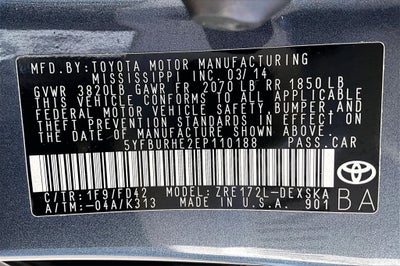 MFD.BY:TOYOTA MOTOR MANUFACTURING
MISSISSIPPI INC. 03/14
GVWR 3820LB GAWR FR 2070 LB RR 1850 LB
THIS VEHICLE CONFORMS TO ALL APPLICABLE
FEDERAL MOTOR VEHICLE SAFETY, BUMPER, AND
THEFT PREVENTION STANDARDS IN EFFECT ON
THE DATE OF MANUFACTURE SHOWN ABOVE.
5YFBURHE2EP110188 PASS.CAR
C/TR: 1F9/FD42 MODEL: ZRE172L-DEXSKA
A/TM:-04A/K313 MADE IN U.S.A. 901
BA
TOYOTA